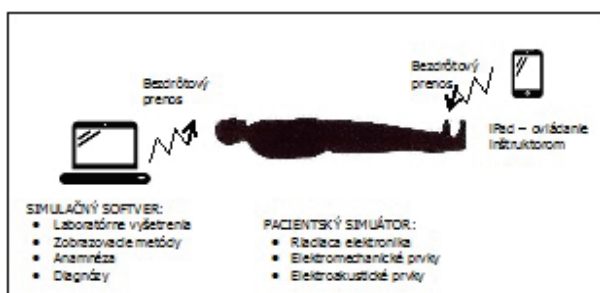 Bezdrôtový
prenos
Bezdrôtový
prenos
iPad – ovládanie
inštruktorom
SIMULAČNÝ SOFTVER:
• Laboratórne vyšetrenia
• Zobrazovacie metódy
• Anamnéza
• Diagnózy
PACIENTSKÝ SIMUÁTOR:
• Riadiaca elektronika
• Elektromechanické prvky
• Elektroakustické prvky